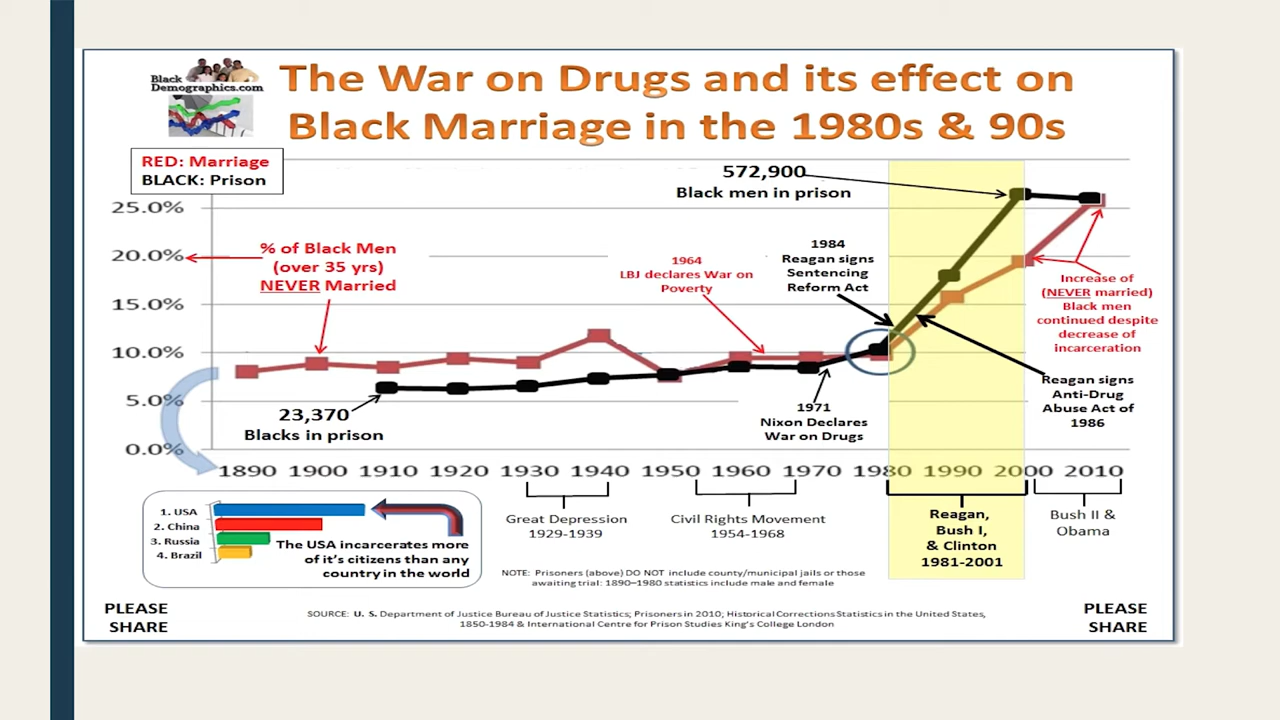 Black
Demographics.com
The War on Drugs and its effect on
Black Marriage in the 1980s & 90s
RED: Marriage
BLACK: Prison
572,900
Black men in prison
25.0%
20.0%
15.0%
10.0%
5.0%
0.0%
% of Black Men
(over 35 yrs)
NEVER Married
1964
LBJ declares War on
Poverty
1984
Reagan signs
Sentencing
Reform Act
Increase of
(NEVER married)
Black men
continued despite
decrease of
incarceration
Reagan signs
Anti-Drug
Abuse Act of
1986
23,370
Blacks in prison
1971
Nixon Declares
War on Drugs
1890 1900 1910 1920 1930 1940 1950 1960 1970 1980 1990 2000 2010
Great Depression
1929-1939
Civil Rights Movement
1954-1968
Reagan,
Bush I,
& Clinton
1981-2001
Bush II &
Obama
1. USA
2. China
3. Russia
4. Brazil
The USA incarcerates more
of it's citizens than any
country in the world
NOTE: Prisoners (above) DO NOT include county/municipal jails or those
awaiting trial: 1890–1980 statistics include male and female
PLEASE
SHARE
SOURCE: U. S. Department of Justice Bureau of Justice Statistics; Prisoners in 2010; Historical Corrections Statistics in the United States,
1850-1984 & International Centre for Prison Studies King's College London
PLEASE
SHARE